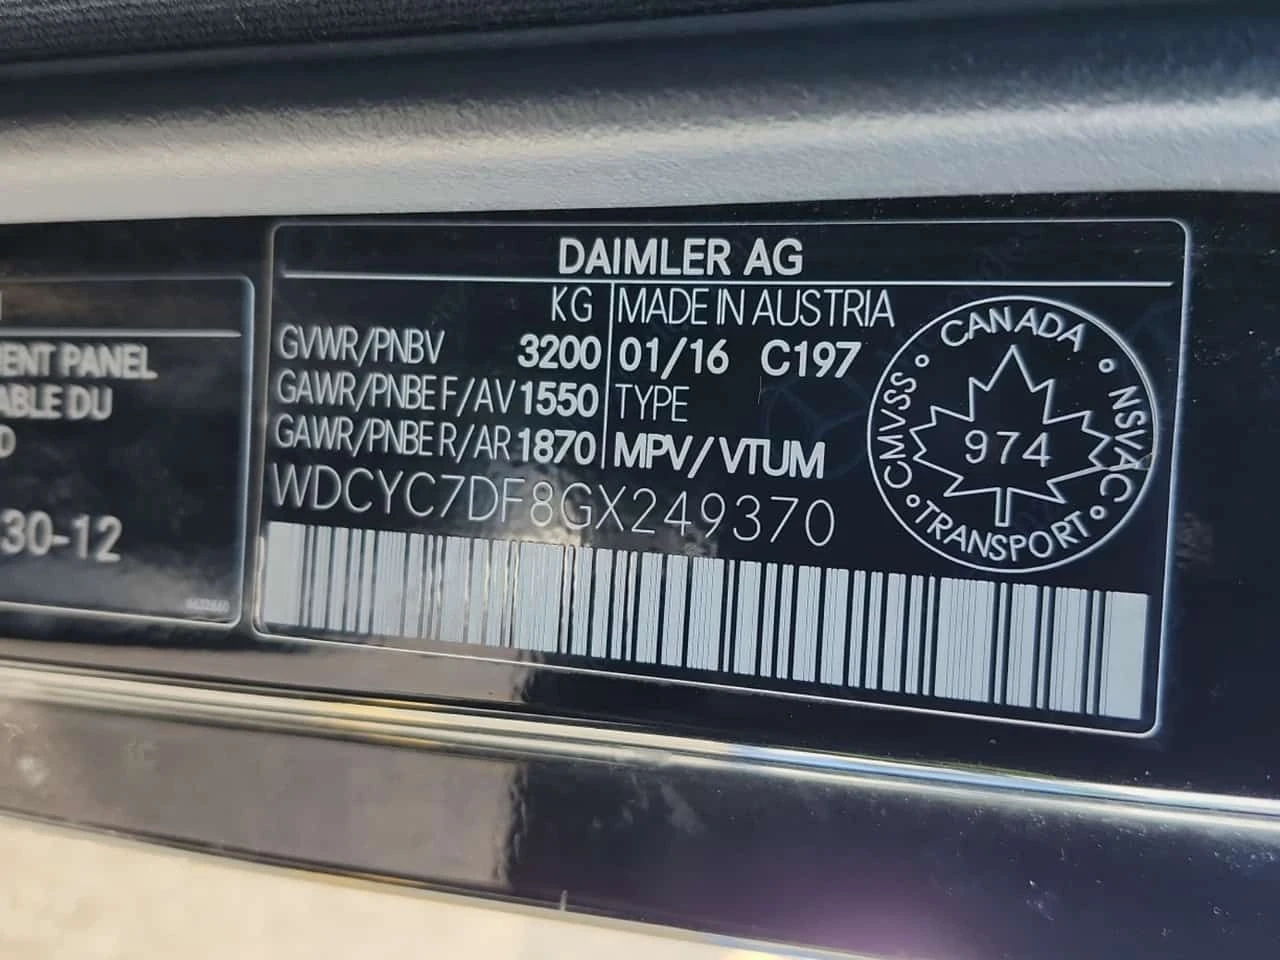 ENT PANEL
ABLE DU
30-12
DAIMLER AG
KG MADE IN AUSTRIA
GVWR/PNBV 3200 01/16 C197
GAWR/PNBE F/AV 1550 TYPE
GAWR/PNBE R/AR 1870 MPV/VTUM
WDCYC7DF8GX249370
CANADA
CMVSS
NSVAC
974
TRANSPORT